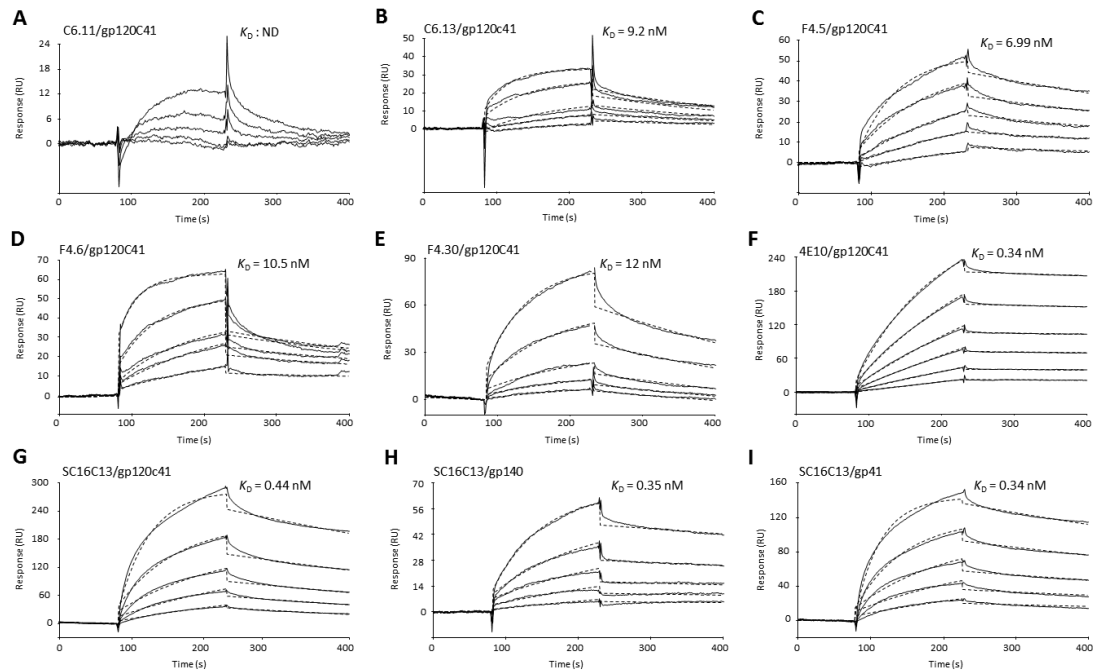 A
C6.11/gp120C41
KD : ND
Response (RU)
24
18
12
6
0
0
100
200
300
400
Time (s)
B
C6.13/gp120c41
KD = 9.2 nM
Response (RU)
50
40
30
20
10
0
0
100
200
300
400
Time (s)
C
F4.5/gp120C41
KD = 6.99 nM
Response (RU)
60
50
40
30
20
10
0
0
100
200
300
400
Time (s)
D
F4.6/gp120C41
KD = 10.5 nM
Response (RU)
70
60
50
40
30
20
10
0
0
100
200
300
400
Time (s)
E
F4.30/gp120C41
KD = 12 nM
Response (RU)
90
60
30
0
0
100
200
300
400
Time (s)
F
4E10/gp120C41
KD = 0.34 nM
Response (RU)
240
180
120
60
0
0
100
200
300
400
Time (s)
G
SC16C13/gp120c41
KD = 0.44 nM
Response (RU)
300
240
180
120
60
0
0
100
200
300
400
Time (s)
H
SC16C13/gp140
KD = 0.35 nM
Response (RU)
70
56
42
28
14
0
0
100
200
300
400
Time (s)
I
SC16C13/gp41
KD = 0.34 nM
Response (RU)
160
120
80
40
0
0
100
200
300
400
Time (s)